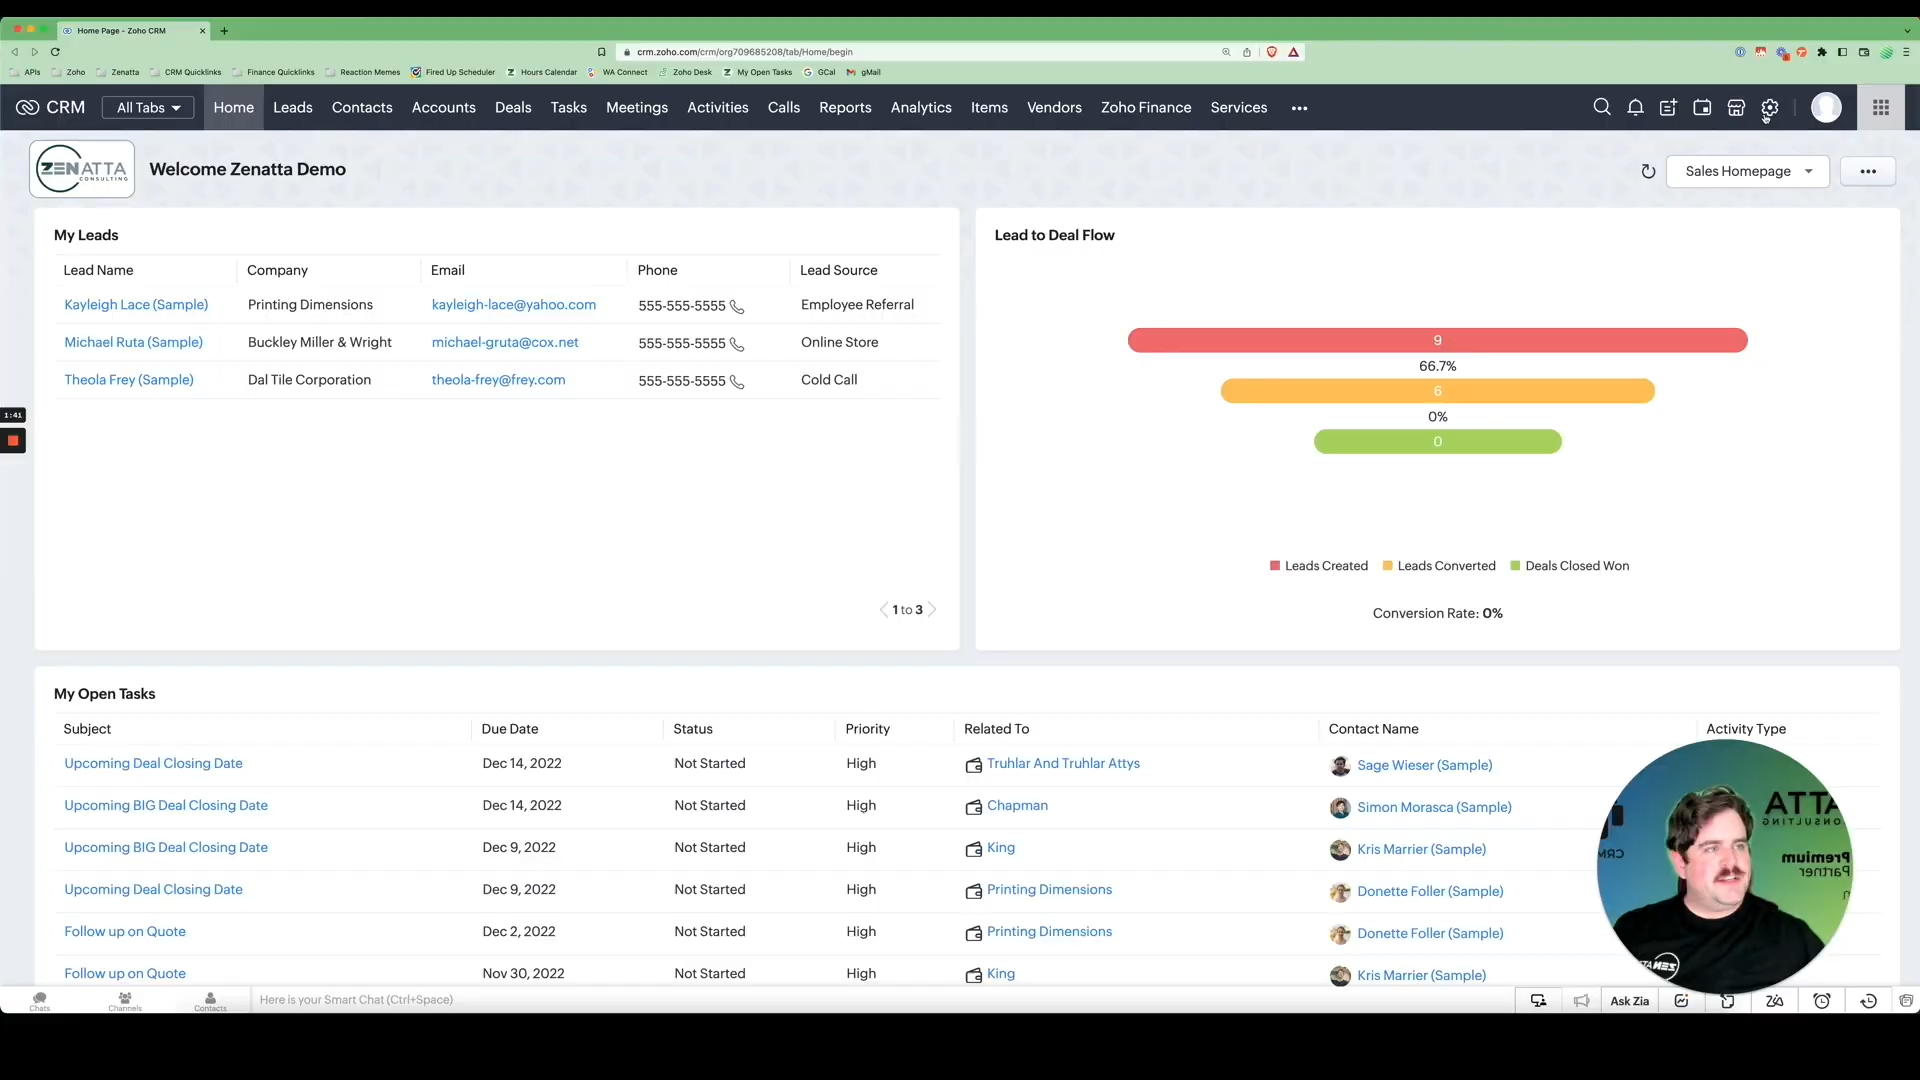 Home Page - Zoho CRM
crm.zoho.com/crm/org709685208/tab/Home/begin
APIs Zoho Zenatta CRM Quicklinks Finance Quicklinks Reaction Memes Fired Up Scheduler Hours Calendar WA Connect Zoho Desk My Open Tasks GCal gMail
CRM All Tabs Home Leads Contacts Accounts Deals Tasks Meetings Activities Calls Reports Analytics Items Vendors Zoho Finance Services
ZENATTA
CONSULTING
Welcome Zenatta Demo
Sales Homepage
My Leads
Lead Name Company Email Phone Lead Source
Kayleigh Lace (Sample) Printing Dimensions kayleigh-lace@yahoo.com 555-555-5555 Employee Referral
Michael Ruta (Sample) Buckley Miller & Wright michael-gruta@cox.net 555-555-5555 Online Store
Theola Frey (Sample) Dal Tile Corporation theola-frey@frey.com 555-555-5555 Cold Call
1 to 3
Lead to Deal Flow
9
66.7%
6
0%
0
Leads Created Leads Converted Deals Closed Won
Conversion Rate: 0%
1:41
My Open Tasks
Subject Due Date Status Priority Related To Contact Name Activity Type
Upcoming Deal Closing Date Dec 14, 2022 Not Started High Truhlar And Truhlar Attys Sage Wieser (Sample)
Upcoming BIG Deal Closing Date Dec 14, 2022 Not Started High Chapman Simon Morasca (Sample)
Upcoming BIG Deal Closing Date Dec 9, 2022 Not Started High King Kris Marrier (Sample)
Upcoming Deal Closing Date Dec 9, 2022 Not Started High Printing Dimensions Donette Foller (Sample)
Follow up on Quote Dec 2, 2022 Not Started High Printing Dimensions Donette Foller (Sample)
Follow up on Quote Nov 30, 2022 Not Started High King Kris Marrier (Sample)
ATTA
CONSULTING
CRM
Premium
Partner
Chats Channels Contacts Here is your Smart Chat (Ctrl+Space) Ask Zia